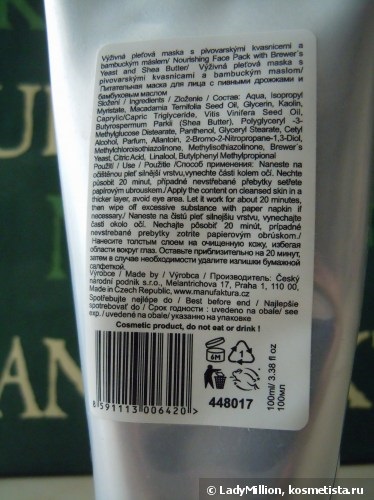 Výživná pleťová maska s pivovarskými kvasnicemi a
bambuckým máslem/ Nourishing Face Pack with Brewer's
Yeast and Shea Butter/ Výživná pleťová maska s
pivovarskými kvasnicami a bambuckým maslom/
Питательная маска для лица с пивными дрожжами и
бамбуковым маслом
Složení / Ingredients / Zloženie / Состав: Aqua, Isopropyl
Myristate, Macadamia Ternifolia Seed Oil, Glycerin, Kaolin,
Caprylic/Capric Triglyceride, Vitis Vinifera Seed Oil,
Butyrospermum Parkii (Shea Butter), Polyglyceryl -3-
Methylglucose Distearate, Panthenol, Glyceryl Stearate, Cetyl
Alcohol, Parfum, Allantoin, 2-Bromo-2-Nitropropane-1,3-Diol,
Methylchloroisothiazolinone, Methylisothiazolinone, Brewer's
Yeast, Citric Acid, Linalool, Butylphenyl Methylpropional
Použití / Use / Použitie /Способ применения: Naneste na
očištěnou pleť silnější vrstvu,vynechejte části kolem očí. Nechte
působit 20 minut, případné nevstřebané přebytky setřete
papírovým ubrouskem./ Apply the content on cleansed skin in a
thicker layer, avoid eye area. Let it work for about 20 minutes,
then wipe off excessive substance with paper napkin if
necessary./ Naneste na čistú pleť silnejšiu vrstvu, vynechajte
časti okolo očí. Nechajte pôsobiť 20 minút, prípadné
nevstrebané prebytky zotrite papierovým obrúskom./
Нанесите толстым слоем на очищенную кожу, избегая
области вокруг глаз. Оставьте приблизительно на 20 минут,
затем в случае необходимости удалите излишки бумажной
салфеткой.
Výrobce / Made by / Výrobca / Производитель: Český
národní podnik s.r.o., Melantrichova 17, Praha 1, 110 00,
Made in Czech Republic, www.manufaktura.cz
Spotřebujte nejlépe do / Best before end / Najlepšie
spotrebovať do / Срок годности : uvedeno na obale/ see
exp./ uvedené na obale/ указанно на упаковке
Cosmetic product, do not eat or drink !
6M
1
8 591113 006420 >
448017
100ml/ 3.38 fl oz
100мл
© LadyMillion, kosmetista.ru